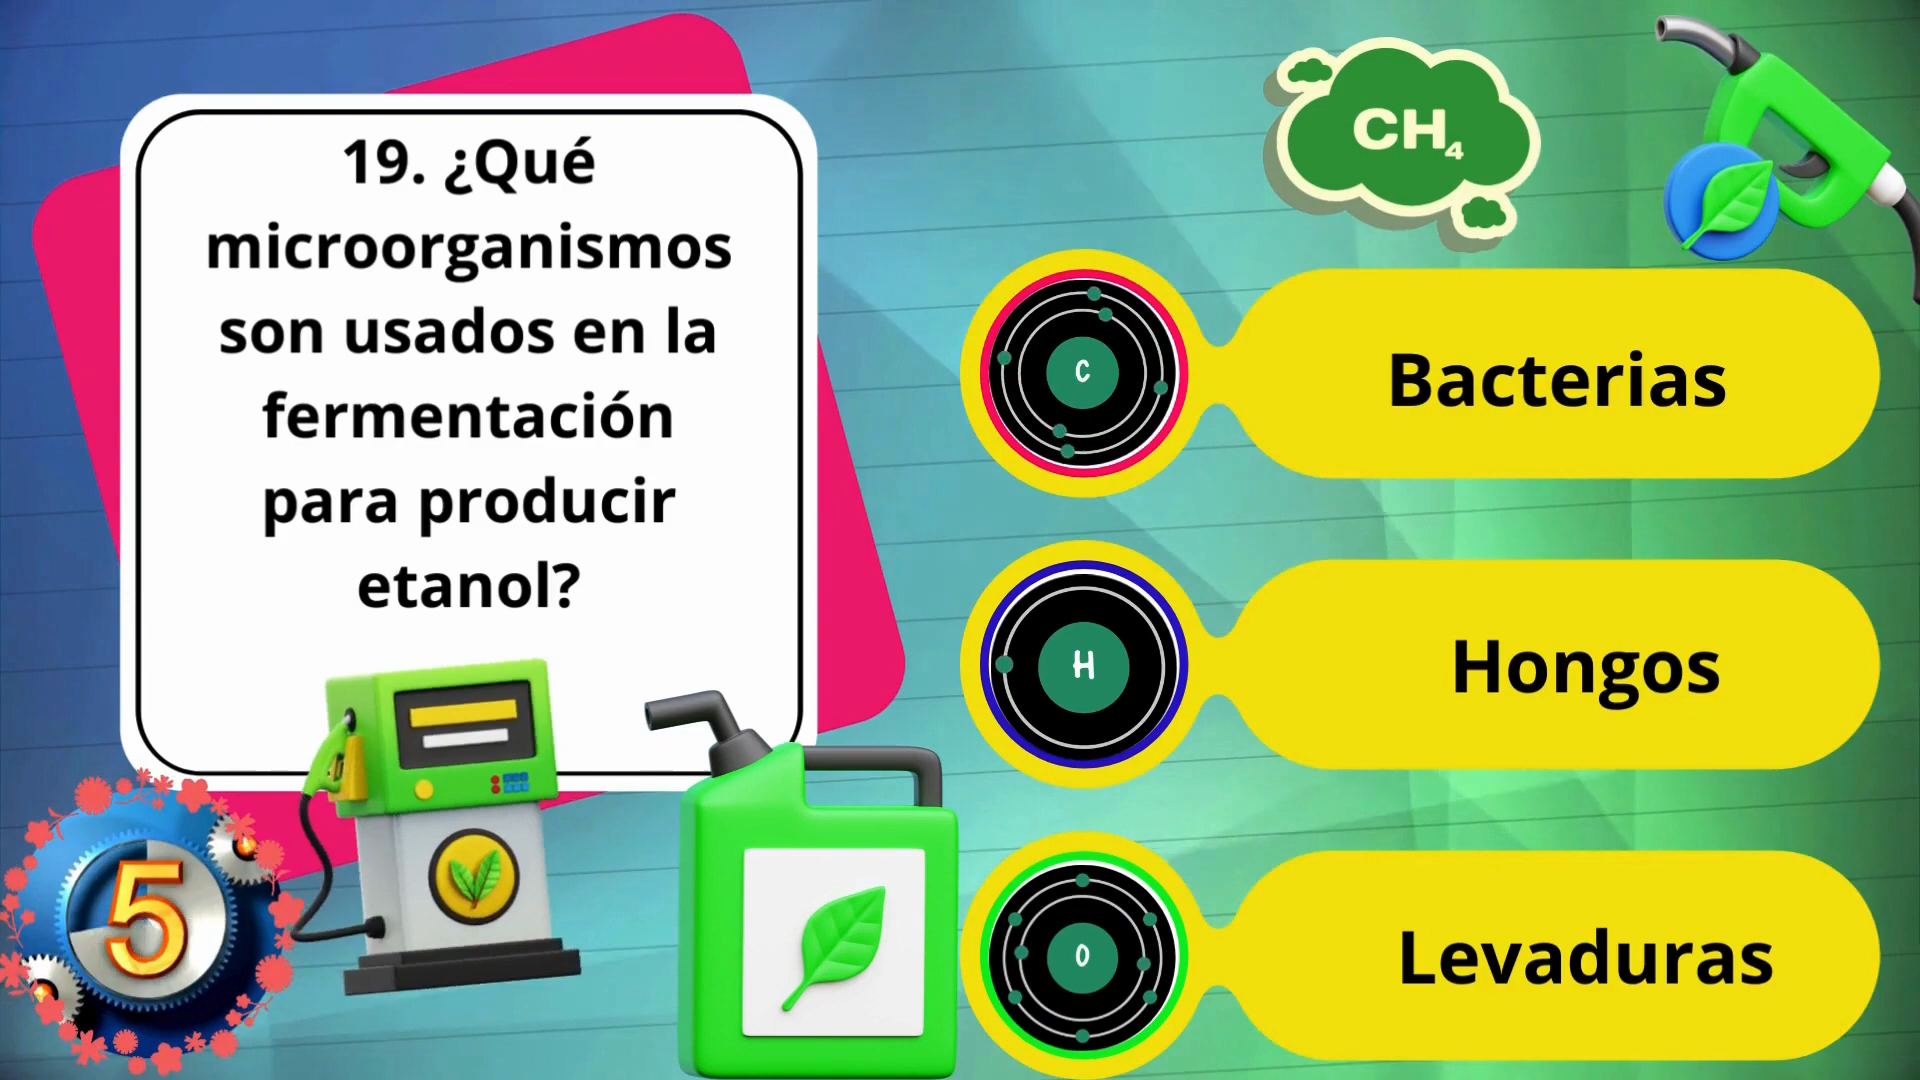 19. ¿Qué
microorganismos
son usados en la
fermentación
para producir
etanol?
CH₄
C
Bacterias
H
Hongos
O
Levaduras
5